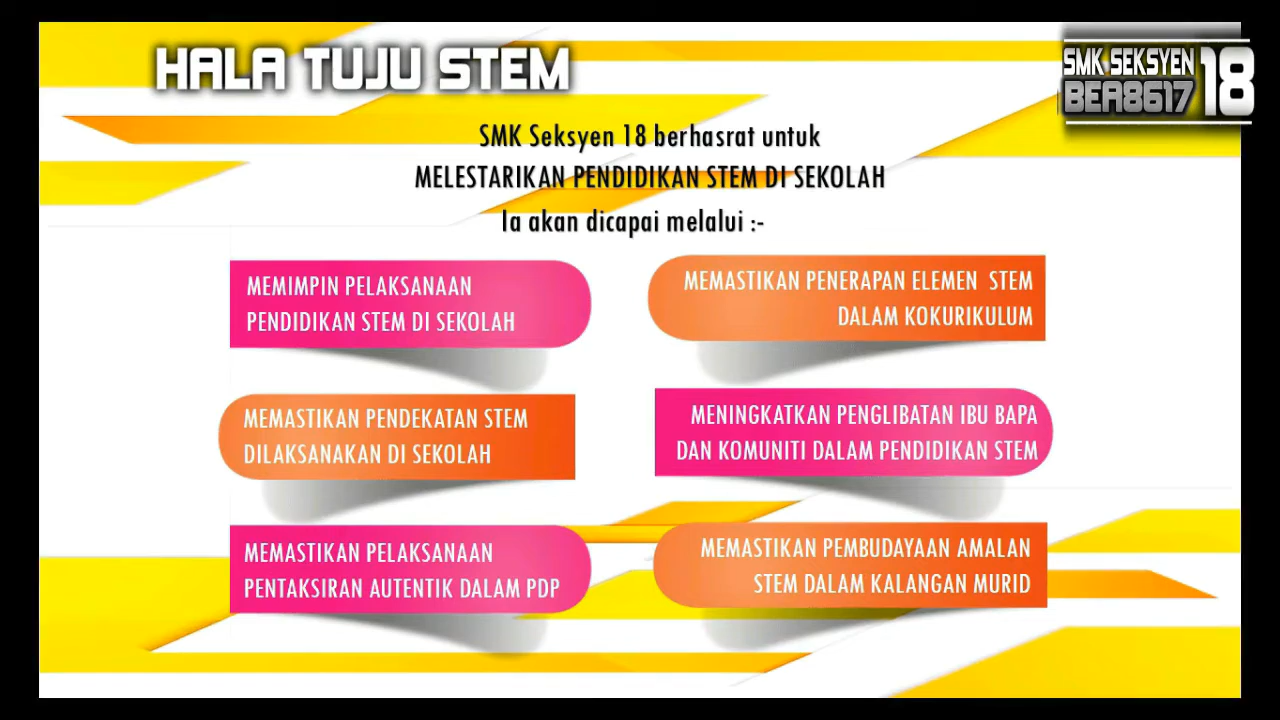 HALA TUJU STEM
SMK SEKSYEN 18
BEA8617
SMK Seksyen 18 berhasrat untuk
MELESTARIKAN PENDIDIKAN STEM DI SEKOLAH
Ia akan dicapai melalui :-
MEMIMPIN PELAKSANAAN
PENDIDIKAN STEM DI SEKOLAH
MEMASTIKAN PENDEKATAN STEM
DILAKSANAKAN DI SEKOLAH
MEMASTIKAN PELAKSANAAN
PENTAKSIRAN AUTENTIK DALAM PDP
MEMASTIKAN PENERAPAN ELEMEN STEM
DALAM KOKURIKULUM
MENINGKATKAN PENGLIBATAN IBU BAPA
DAN KOMUNITI DALAM PENDIDIKAN STEM
MEMASTIKAN PEMBUDAYAAN AMALAN
STEM DALAM KALANGAN MURID